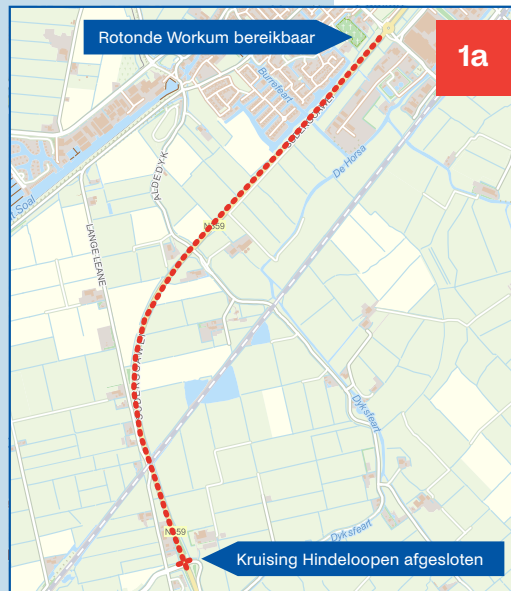 Rotonde Workum bereikbaar
1a
Burrefeart
De Horsa
ALDEDYK
LANGE LEANE
N359
Dyksfeart
Dyksfeart
N359
Kruising Hindeloopen afgesloten